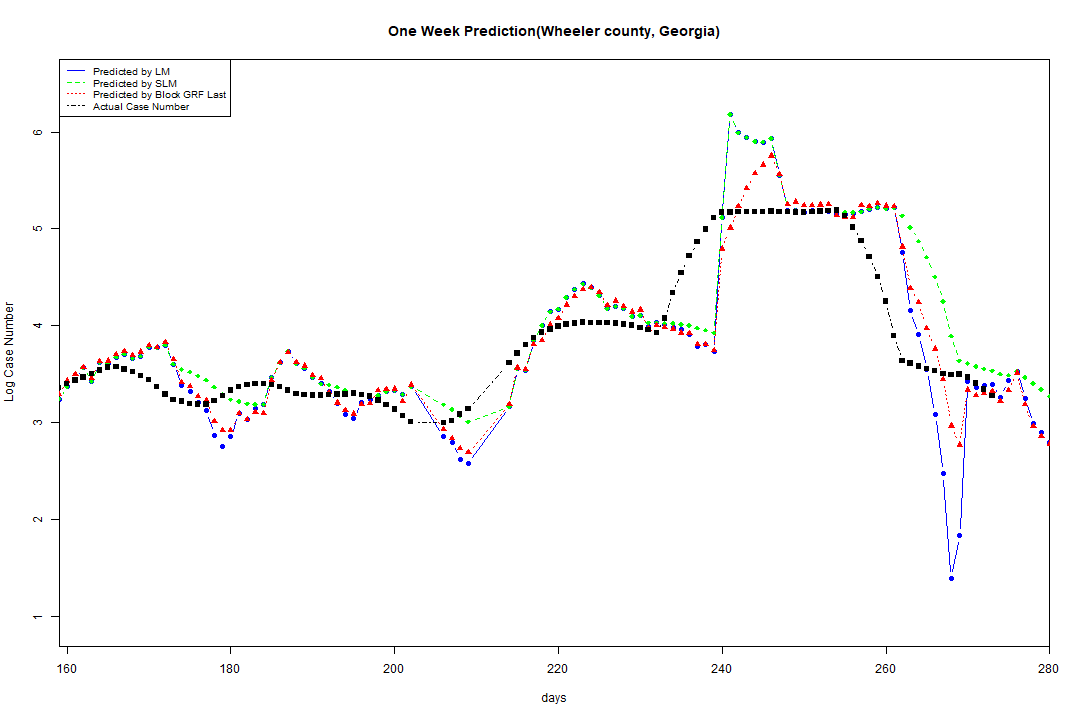 One Week Prediction(Wheeler county, Georgia)
Predicted by LM
Predicted by SLM
Predicted by Block GRF Last
Actual Case Number
Log Case Number
6
5
4
3
2
1
160 180 200 220 240 260 280
days